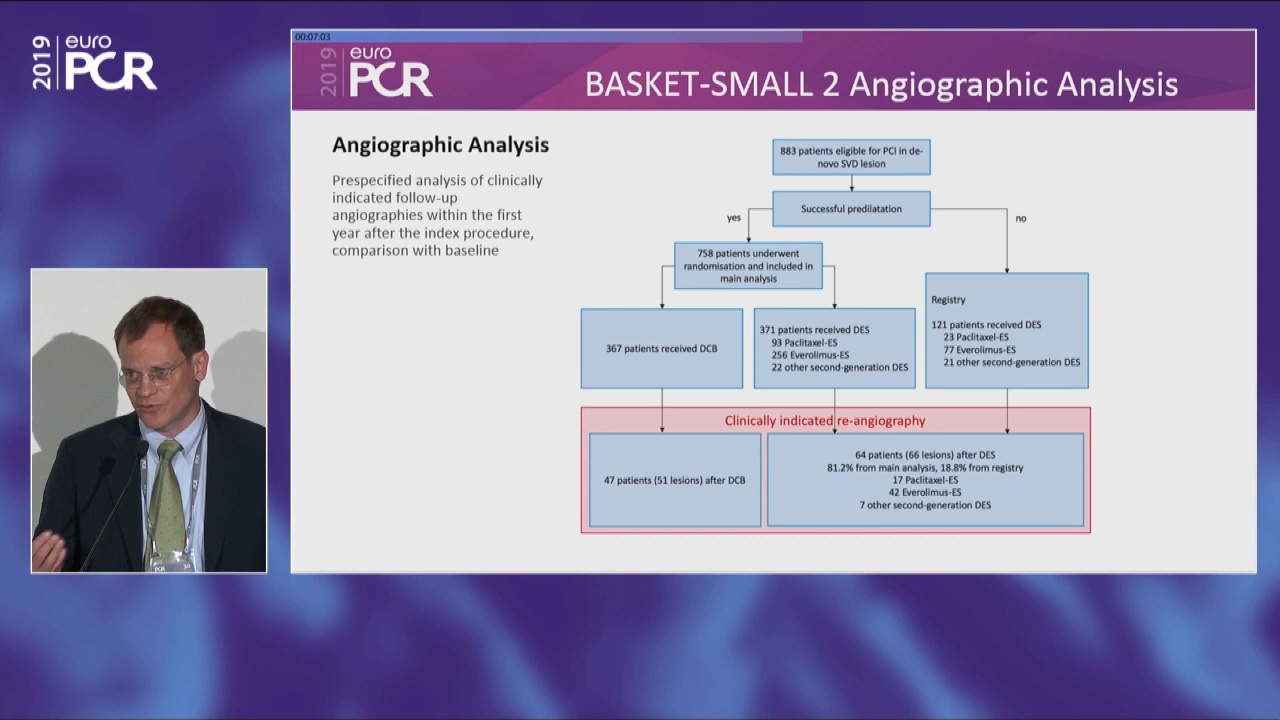 2019 euro PCR
00:07:03
2019 euro PCR
BASKET-SMALL 2 Angiographic Analysis
Angiographic Analysis
Prespecified analysis of clinically
indicated follow-up
angiographies within the first
year after the index procedure,
comparison with baseline
883 patients eligible for PCI in de-
novo SVD lesion
Successful predilatation
yes
no
758 patients underwent
randomisation and included in
main analysis
367 patients received DCB
371 patients received DES
93 Paclitaxel-ES
256 Everolimus-ES
22 other second-generation DES
Registry
121 patients received DES
23 Paclitaxel-ES
77 Everolimus-ES
21 other second-generation DES
Clinically indicated re-angiography
47 patients (51 lesions) after DCB
64 patients (66 lesions) after DES
81.2% from main analysis, 18.8% from registry
17 Paclitaxel-ES
42 Everolimus-ES
7 other second-generation DES
PCR